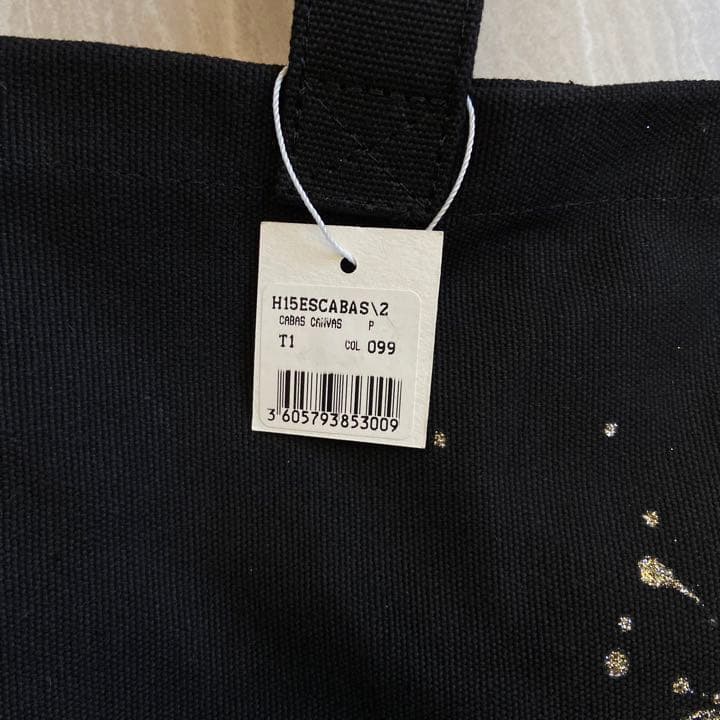 H15ESCABAS\2
CABAS CANVAS P
T1 COL 099
3 605793853009